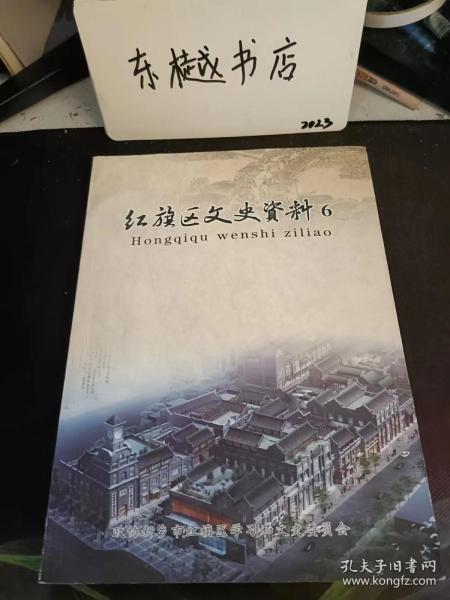 东樾书店
2023
红旗区文史資料6
Hongqiqu wenshi ziliao
政协新乡市红旗区学习和文史委员会
孔夫子旧书网
www.kongfz.com